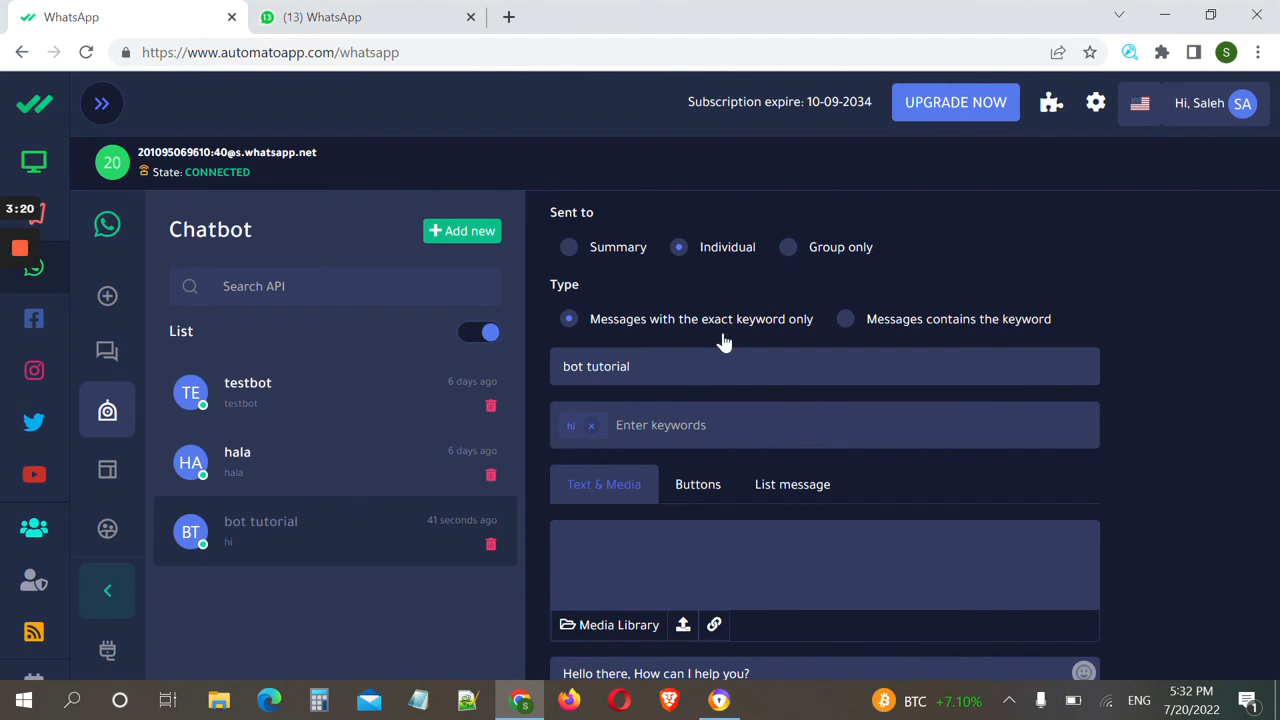 WhatsApp
(13) WhatsApp
13
https://www.automatoapp.com/whatsapp
S
Subscription expire: 10-09-2034
UPGRADE NOW
Hi, Saleh
SA
20
201095069610:40@s.whatsapp.net
State: CONNECTED
3:20
Chatbot
Add new
Search API
List
TE
testbot
testbot
6 days ago
HA
hala
hala
6 days ago
BT
bot tutorial
hi
41 seconds ago
Sent to
Summary
Individual
Group only
Type
Messages with the exact keyword only
Messages contains the keyword
bot tutorial
hi ×
Enter keywords
Text & Media
Buttons
List message
Media Library
Hello there, How can I help you?
S
BTC +7.10%
ENG
5:32 PM
7/20/2022
1